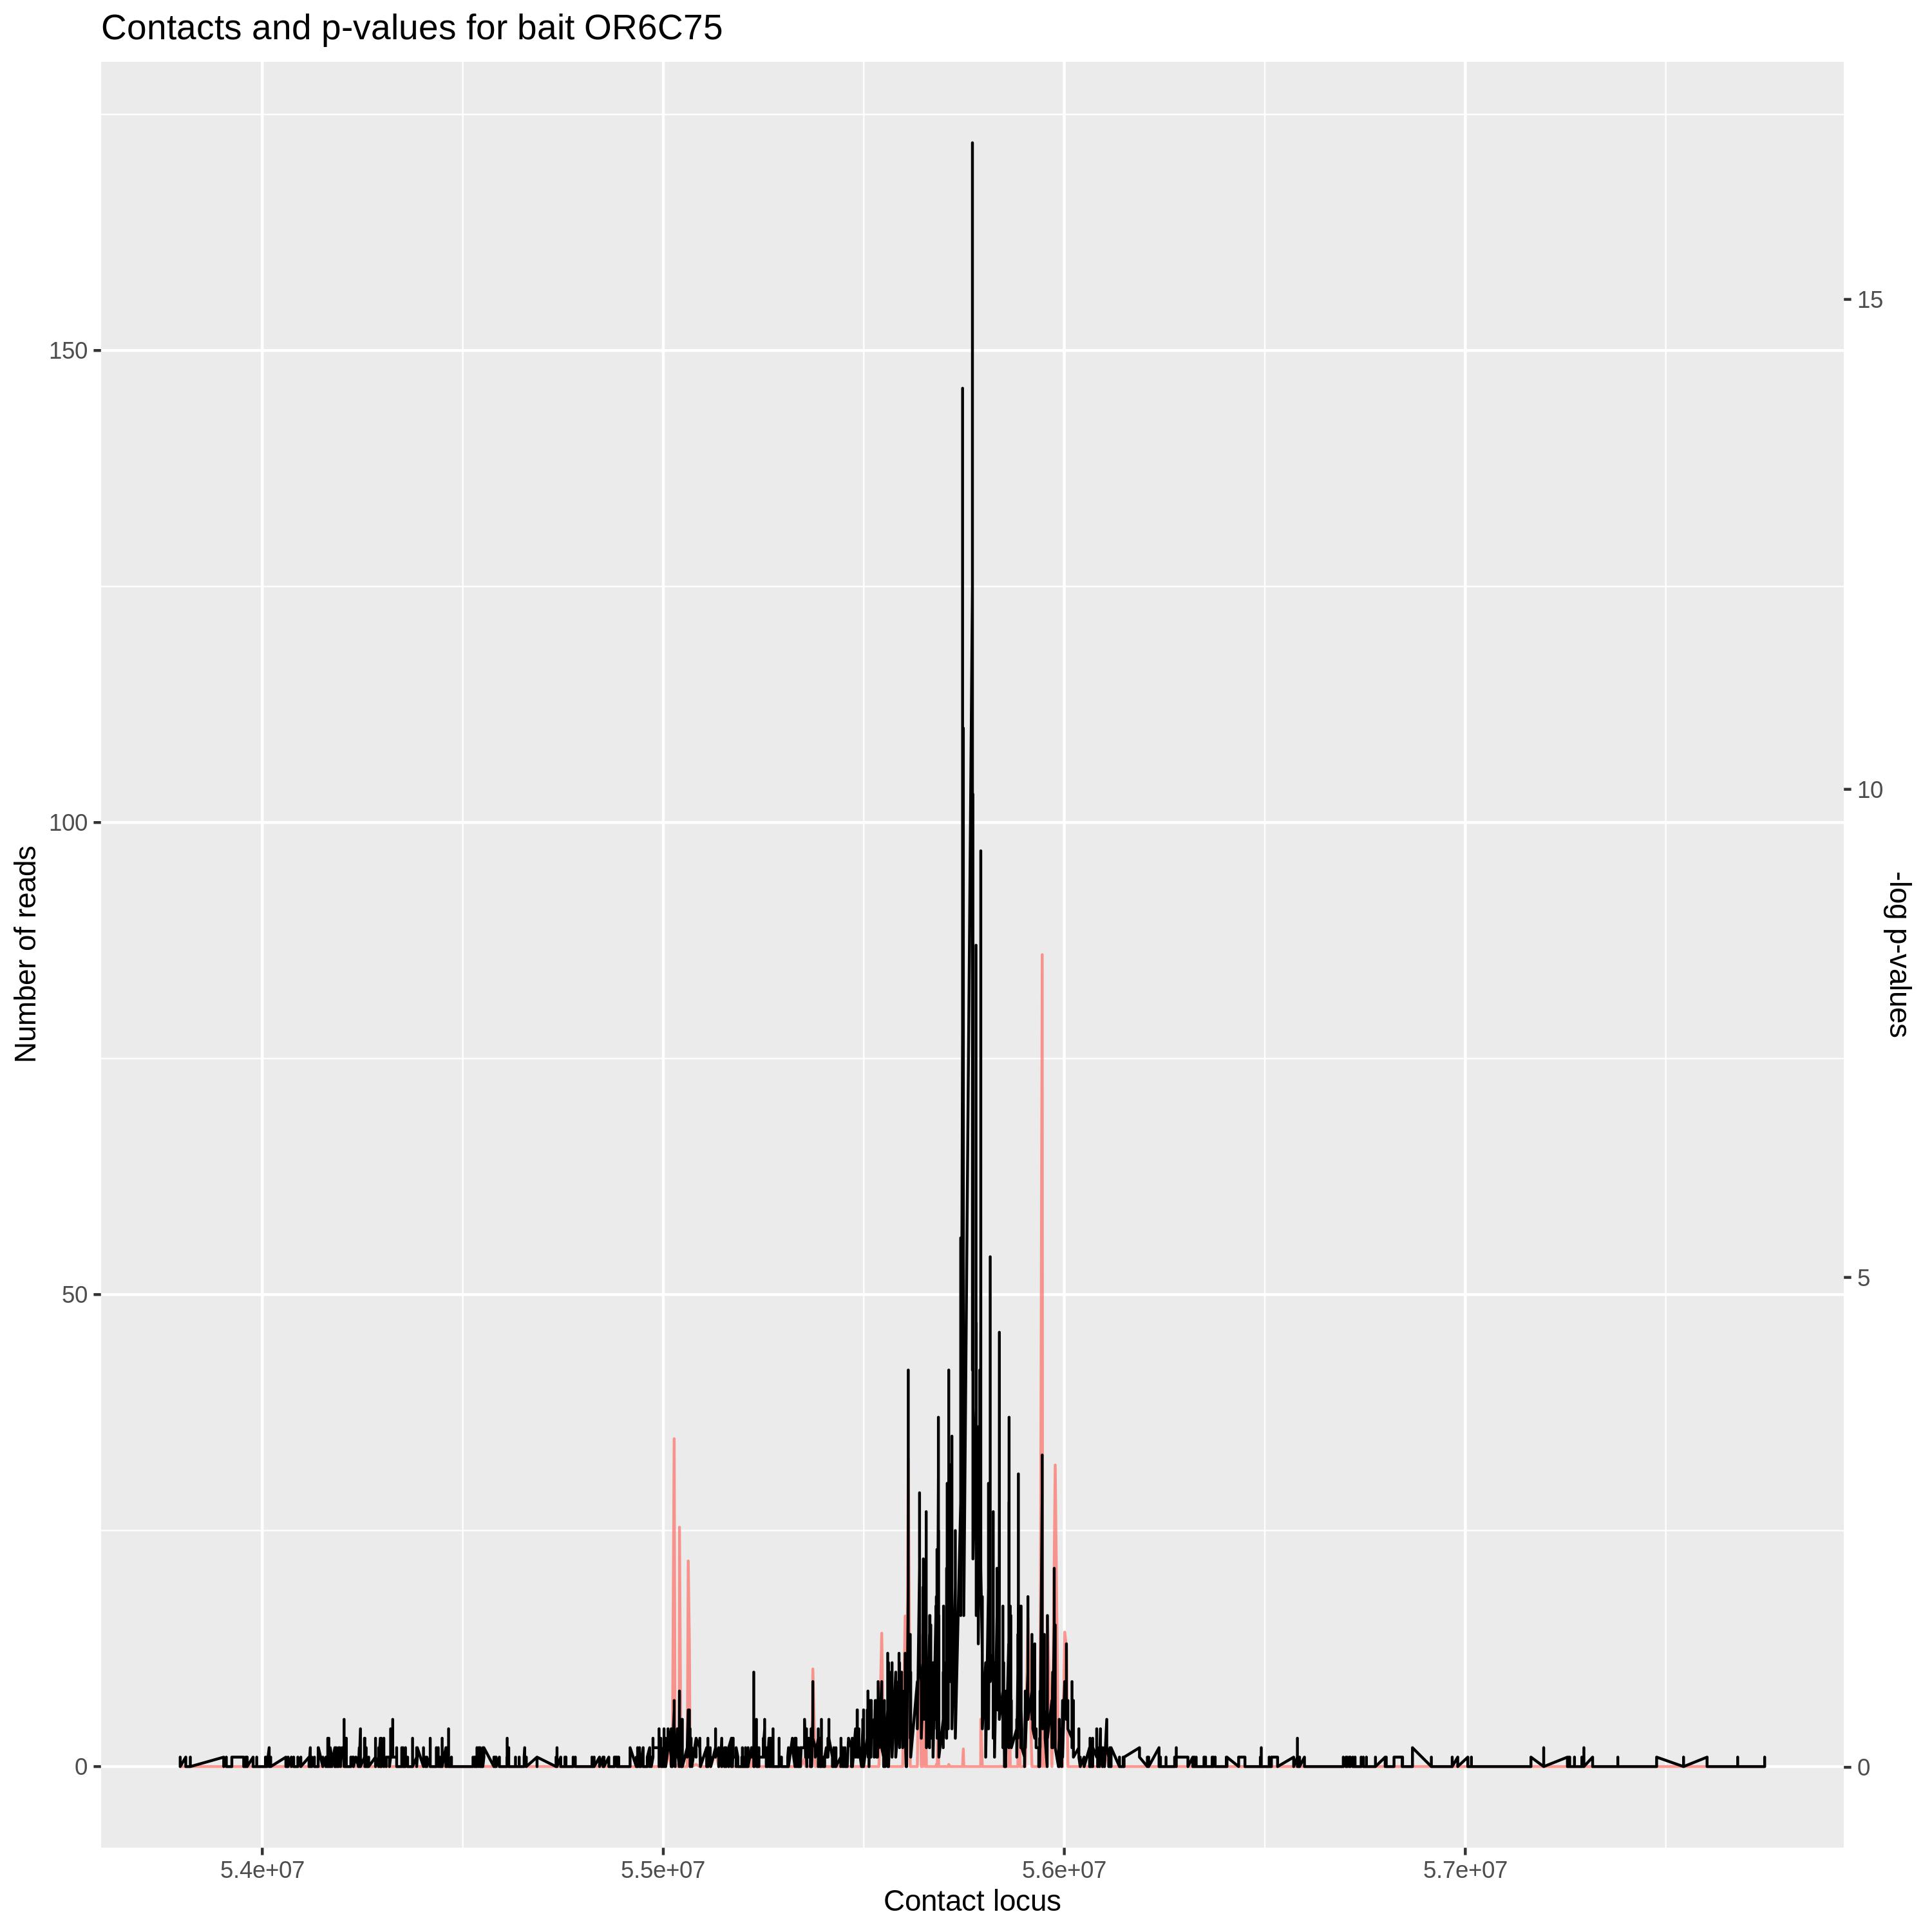 Contacts and p-values for bait OR6C75
Number of reads
150
100
50
0
15
10
5
0
-log p-values
5.4e+07 5.5e+07 5.6e+07 5.7e+07
Contact locus